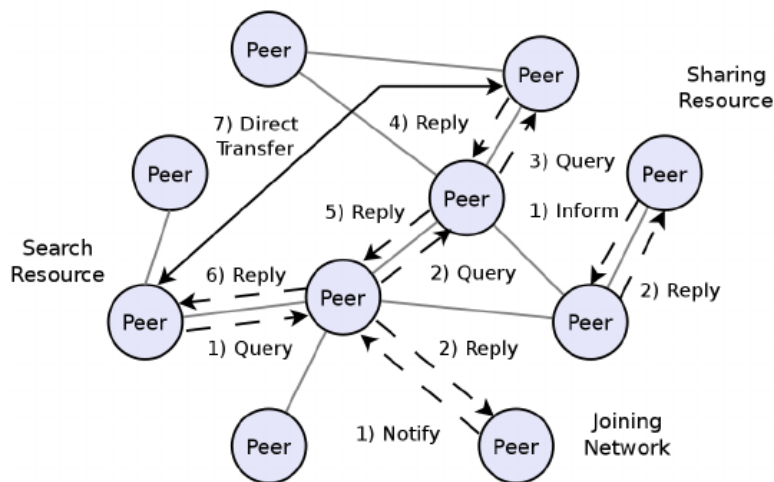 Peer
Peer
Sharing
Resource
7) Direct
Transfer
4) Reply
Peer
3) Query
Peer
Peer
1) Inform
5) Reply
Search
Resource
6) Reply
2) Query
2) Reply
Peer
Peer
Peer
1) Query
2) Reply
1) Notify
Joining
Network
Peer
Peer